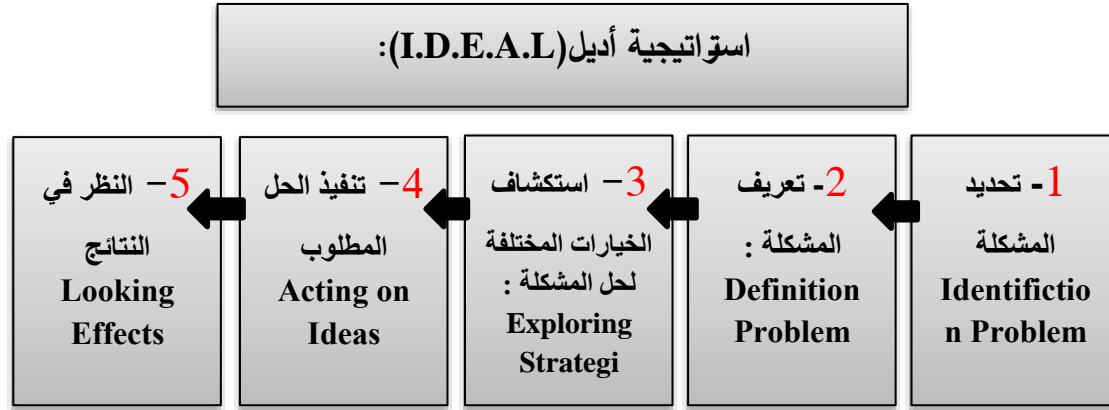 استراتيجية أديل(I.D.E.A.L):
1- تحديد
المشكلة
Identifictio
n Problem
2- تعريف
المشكلة :
Definition
Problem
3– استكشاف
الخيارات المختلفة
لحل المشكلة :
Exploring
Strategi
4– تنفيذ الحل
المطلوب
Acting on
Ideas
5– النظر في
النتائج
Looking
Effects